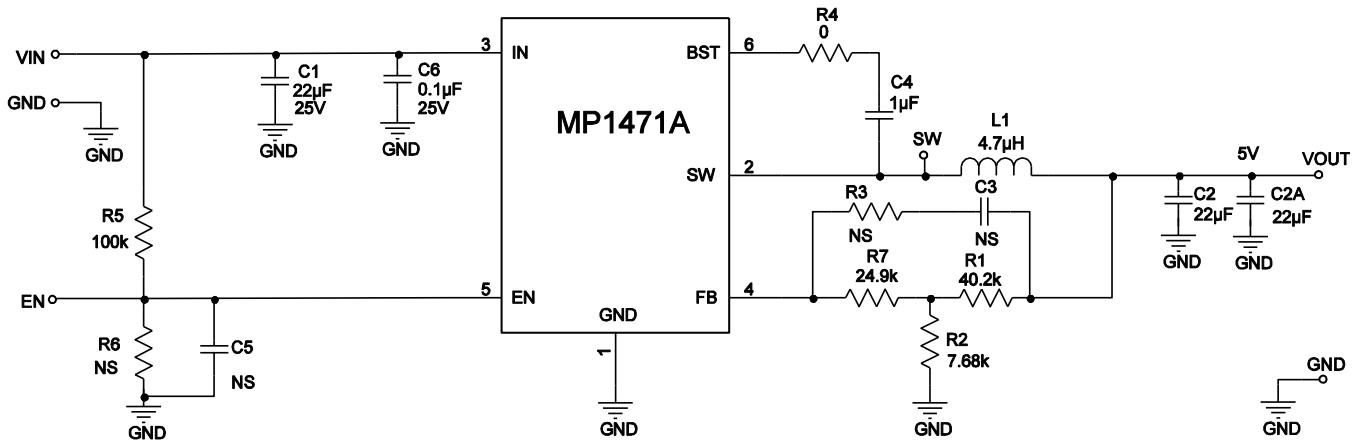 VIN
GND
GND
C1
22µF
25V
GND
C6
0.1µF
25V
GND
3
IN
MP1471A
BST
6
R4
0
C4
1µF
SW
L1
4.7µH
SW
2
5V
VOUT
C2
22µF
GND
C2A
22µF
GND
R3
NS
C3
NS
R5
100k
R7
24.9k
R1
40.2k
EN
5
EN
FB
4
GND
1
GND
R6
NS
C5
NS
GND
R2
7.68k
GND
GND
GND